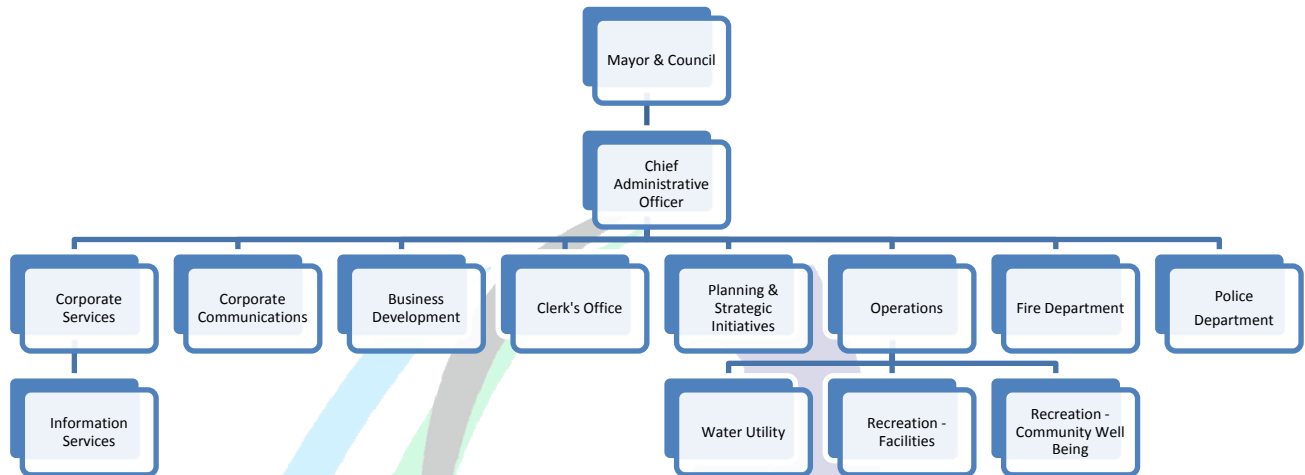 Mayor & Council
Chief
Administrative
Officer
Corporate
Services
Corporate
Communications
Business
Development
Clerk's Office
Planning &
Strategic
Initiatives
Operations
Fire Department
Police
Department
Information
Services
Water Utility
Recreation -
Facilities
Recreation -
Community Well
Being